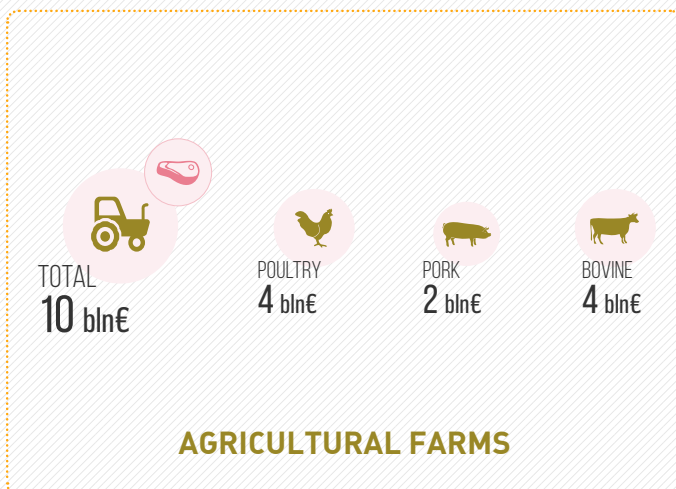 TOTAL
10 bln€
POULTRY
4 bln€
PORK
2 bln€
BOVINE
4 bln€
AGRICULTURAL FARMS